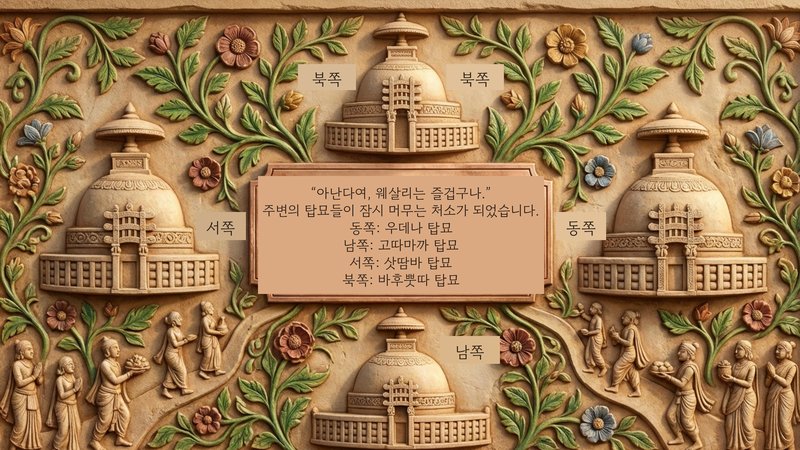 북쪽
북쪽
“아난다여, 웨살리는 즐겁구나.”
주변의 탑묘들이 잠시 머무는 처소가 되었습니다.
동쪽: 우데나 탑묘
남쪽: 고따마까 탑묘
서쪽: 삿땀바 탑묘
북쪽: 바후뿟따 탑묘
서쪽
동쪽
남쪽